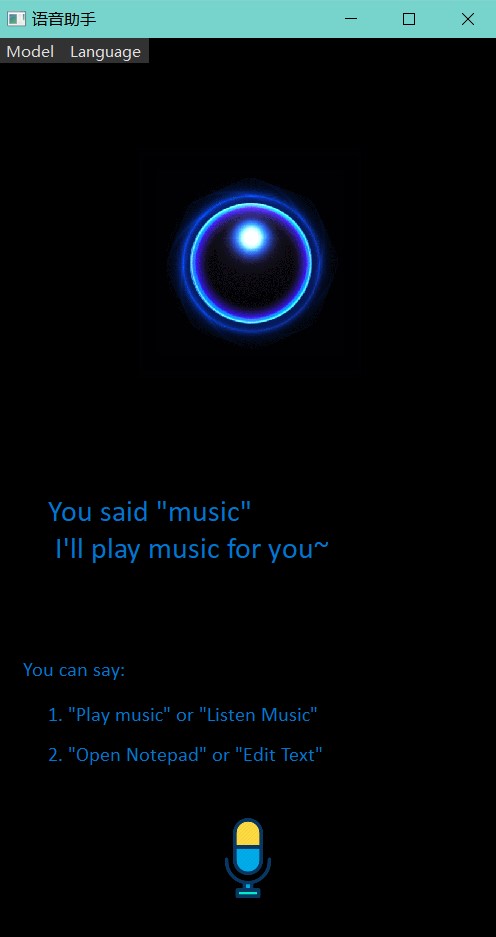 语音助手
Model Language
You said "music"
I'll play music for you~
You can say:
1. "Play music" or "Listen Music"
2. "Open Notepad" or "Edit Text"